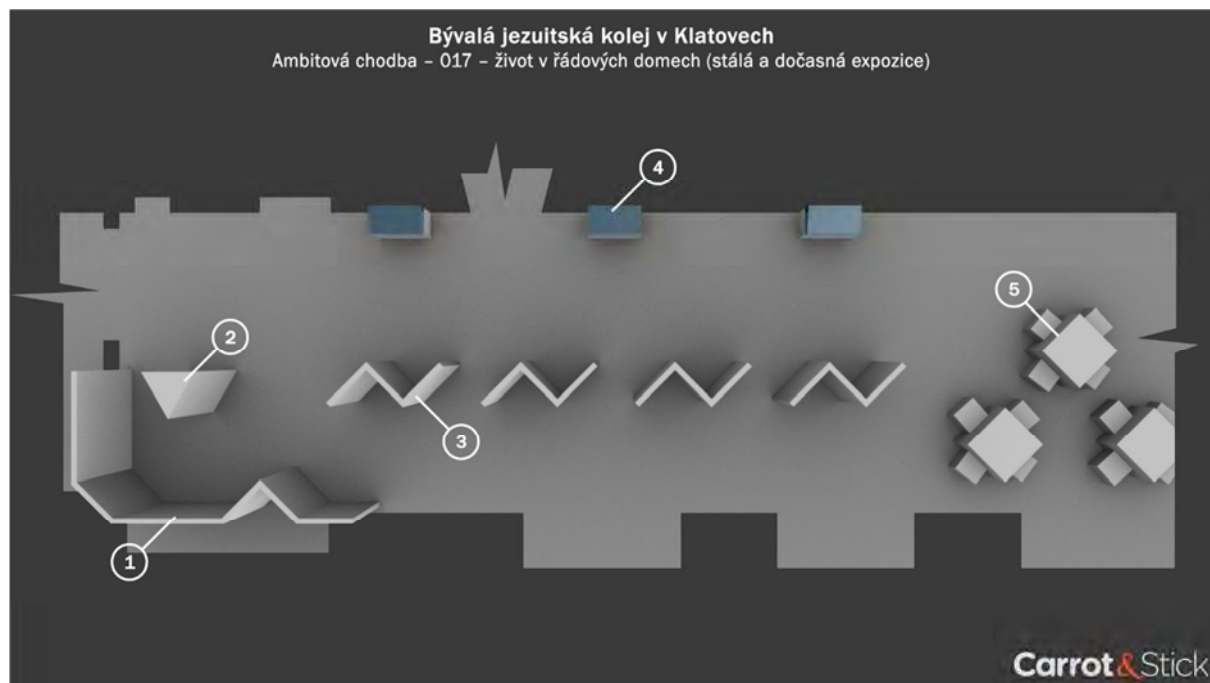 Bývalá jezuitská kolej v Klatovech
Ambitová chodba – 017 – život v řádových domech (stálá a dočasná expozice)
4
5
2
3
1
Carrot&Stick